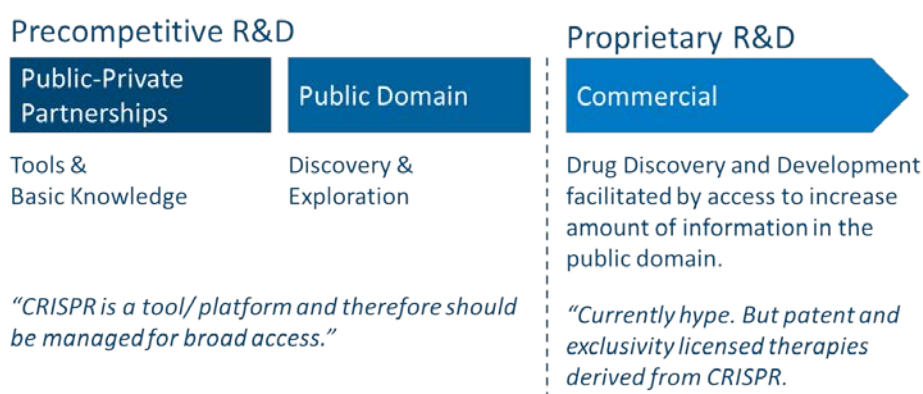 Precompetitive R&D
Public-Private
Partnerships
Public Domain
Tools &
Basic Knowledge
Discovery &
Exploration
“CRISPR is a tool/ platform and therefore should
be managed for broad access.”
Proprietary R&D
Commercial
Drug Discovery and Development
facilitated by access to increase
amount of information in the
public domain.
“Currently hype. But patent and
exclusivity licensed therapies
derived from CRISPR.